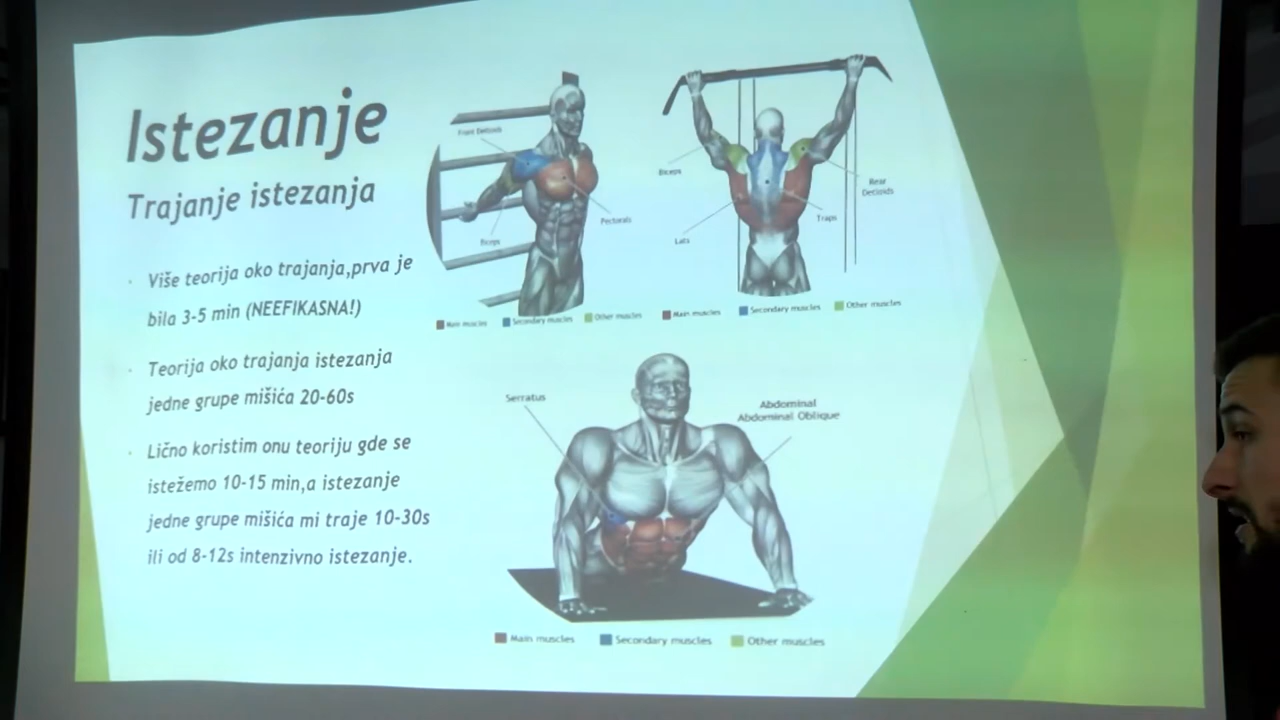 Istezanje
Trajanje istezanja
Više teorija oko trajanja,prva je
bila 3-5 min (NEEFIKASNA!)
Teorija oko trajanja istezanja
jedne grupe mišića 20-60s
Lično koristim onu teoriju gde se
istežemo 10-15 min,a istezanje
jedne grupe mišića mi traje 10-30s
ili od 8-12s intenzivno istezanje.
Front Deltoids
Pectorals
Biceps
Main muscles
Secondary muscles
Other muscles
Biceps
Rear
Deltoids
Traps
Lats
Main muscles
Secondary muscles
Other muscles
Serratus
Abdominal
Abdominal Oblique
Main muscles
Secondary muscles
Other muscles